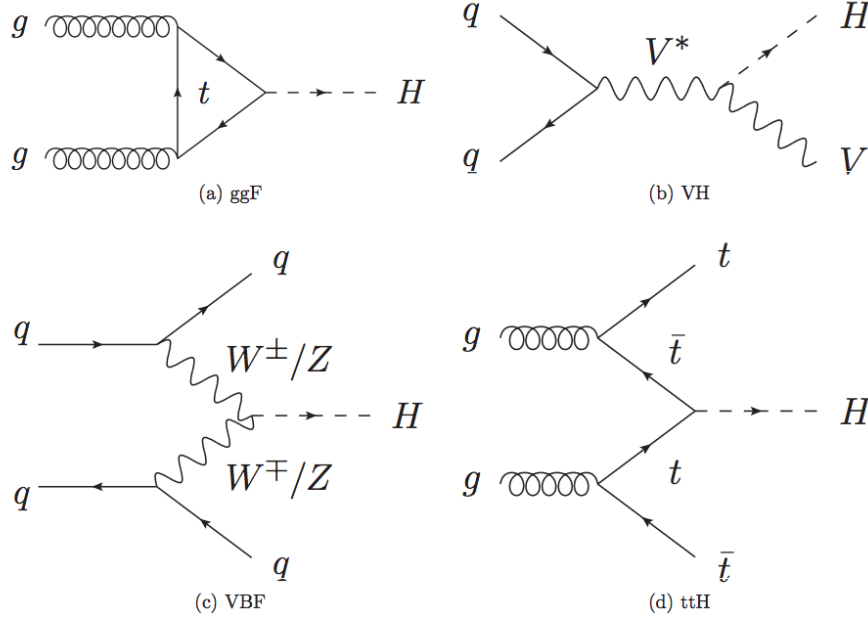 g
t
H
g
(a) ggF
q
V*
H
q
V
(b) VH
q
q
W±/Z
H
W∓/Z
q
q
(c) VBF
t
g
t̄
H
g
t
t̄
(d) ttH